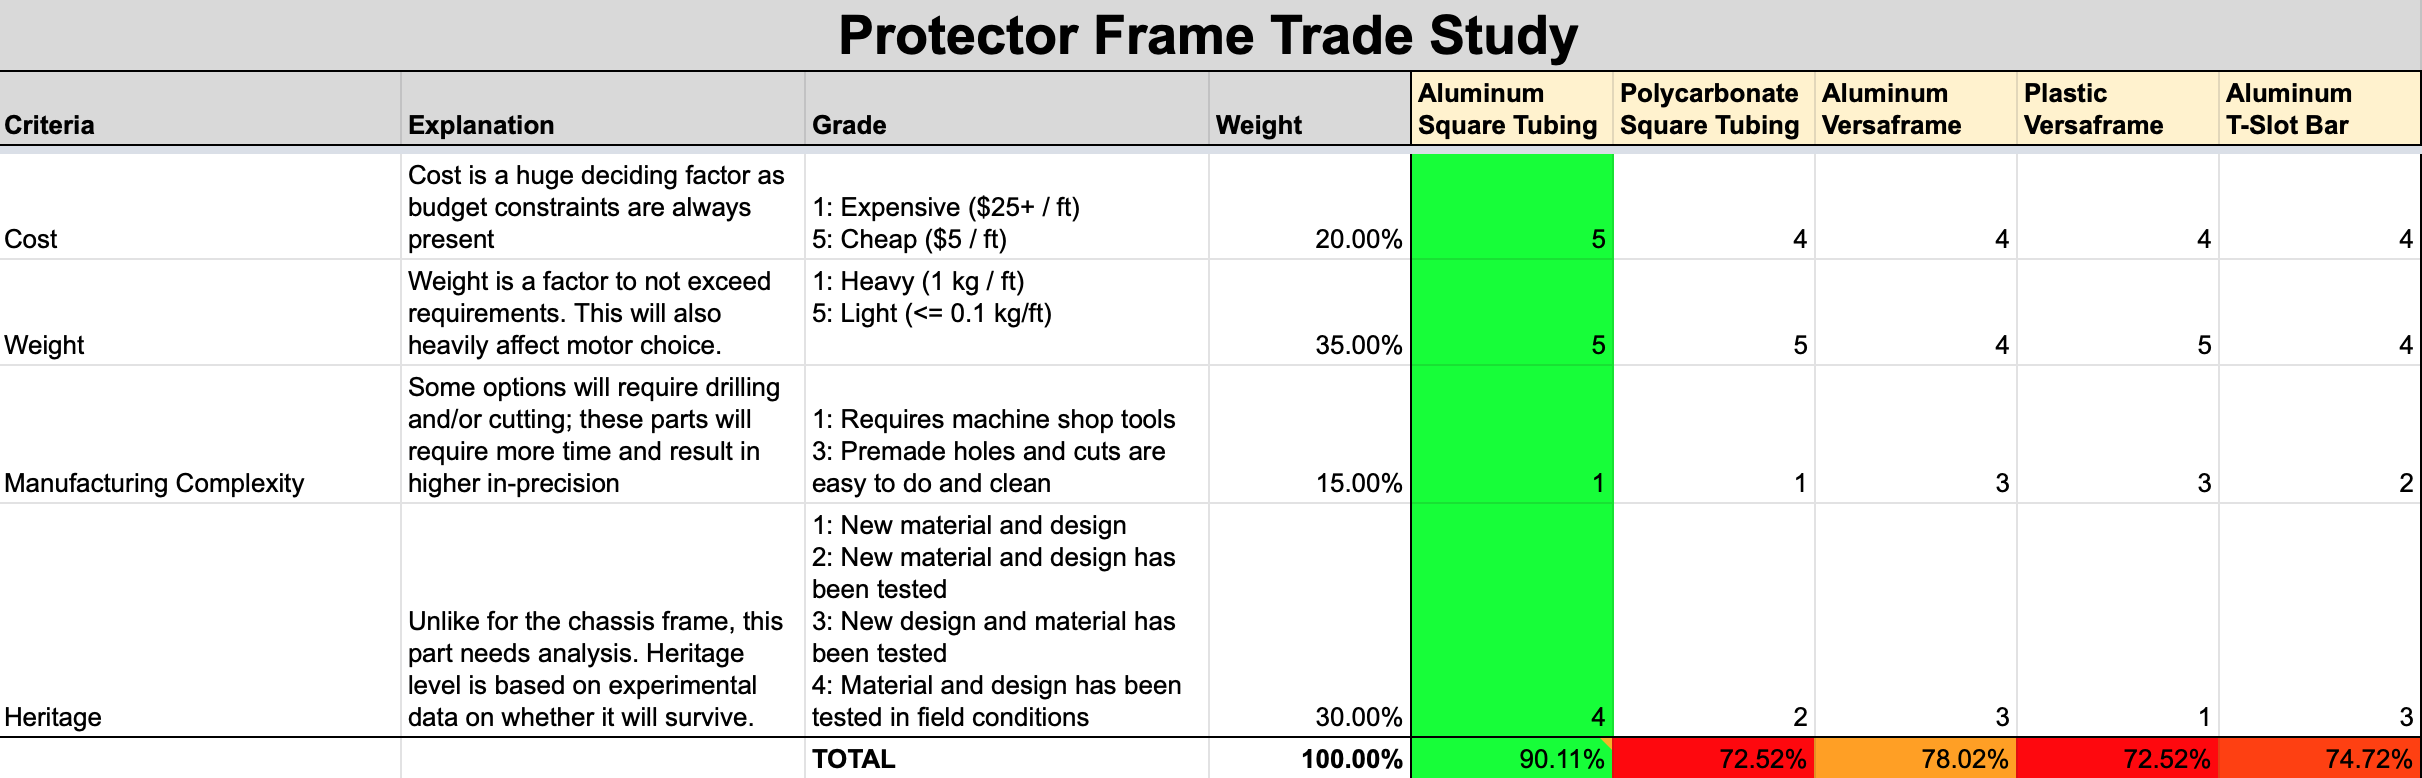 Protector Frame Trade Study
Criteria
Explanation
Grade
Weight
Aluminum
Square Tubing
Polycarbonate
Square Tubing
Aluminum
Versaframe
Plastic
Versaframe
Aluminum
T-Slot Bar
Cost
Cost is a huge deciding factor as
budget constraints are always
present
1: Expensive ($25+ / ft)
5: Cheap ($5 / ft)
20.00%
5
4
4
4
4
Weight
Weight is a factor to not exceed
requirements. This will also
heavily affect motor choice.
1: Heavy (1 kg / ft)
5: Light (<= 0.1 kg/ft)
35.00%
5
5
4
5
4
Manufacturing Complexity
Some options will require drilling
and/or cutting; these parts will
require more time and result in
higher in-precision
1: Requires machine shop tools
3: Premade holes and cuts are
easy to do and clean
15.00%
1
1
3
3
2
Heritage
Unlike for the chassis frame, this
part needs analysis. Heritage
level is based on experimental
data on whether it will survive.
1: New material and design
2: New material and design has
been tested
3: New design and material has
been tested
4: Material and design has been
tested in field conditions
30.00%
4
2
3
1
3
TOTAL
100.00%
90.11%
72.52%
78.02%
72.52%
74.72%